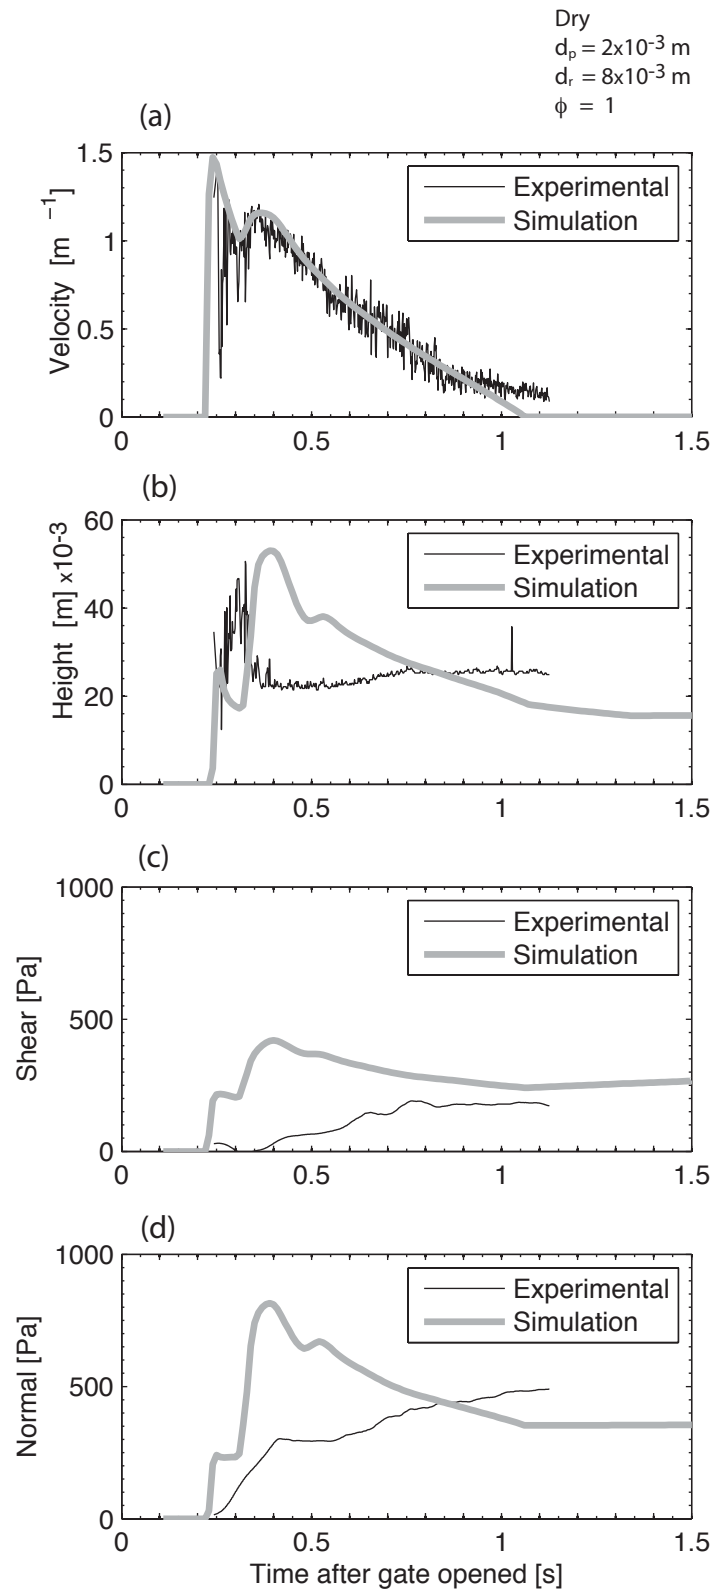 Dry
dₚ = 2x10⁻³ m
dᵣ = 8x10⁻³ m
ϕ = 1
(a)
1.5
1
0.5
0
Velocity [m ⁻¹]
Experimental
Simulation
0 0.5 1 1.5
(b)
60
40
20
0
Height [m] x10⁻³
Experimental
Simulation
0 0.5 1 1.5
(c)
1000
500
0
Shear [Pa]
Experimental
Simulation
0 0.5 1 1.5
(d)
1000
500
0
Normal [Pa]
Experimental
Simulation
0 0.5 1 1.5
Time after gate opened [s]